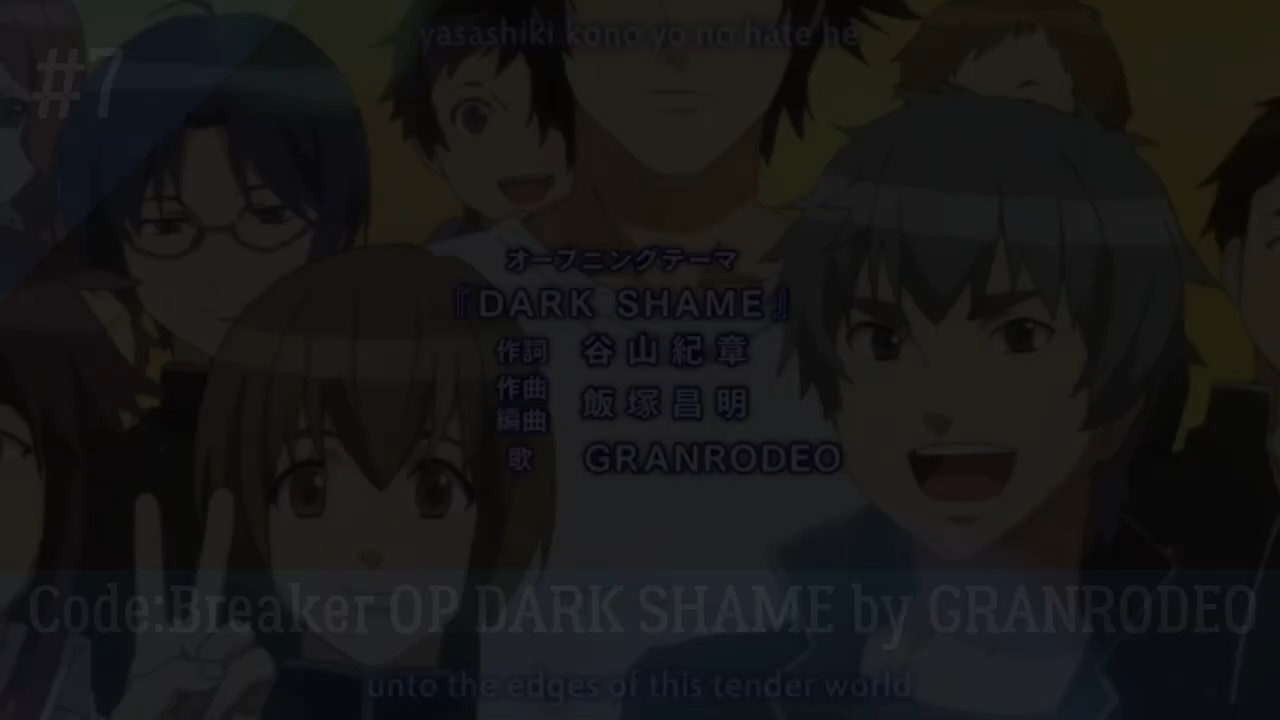 yasashiki kono yo no hate he
#7
オープニングテーマ
『DARK SHAME』
作詞 谷山紀章
作曲
編曲 飯塚昌明
歌 GRANRODEO
Code:Breaker OP DARK SHAME by GRANRODEO
unto the edges of this tender world